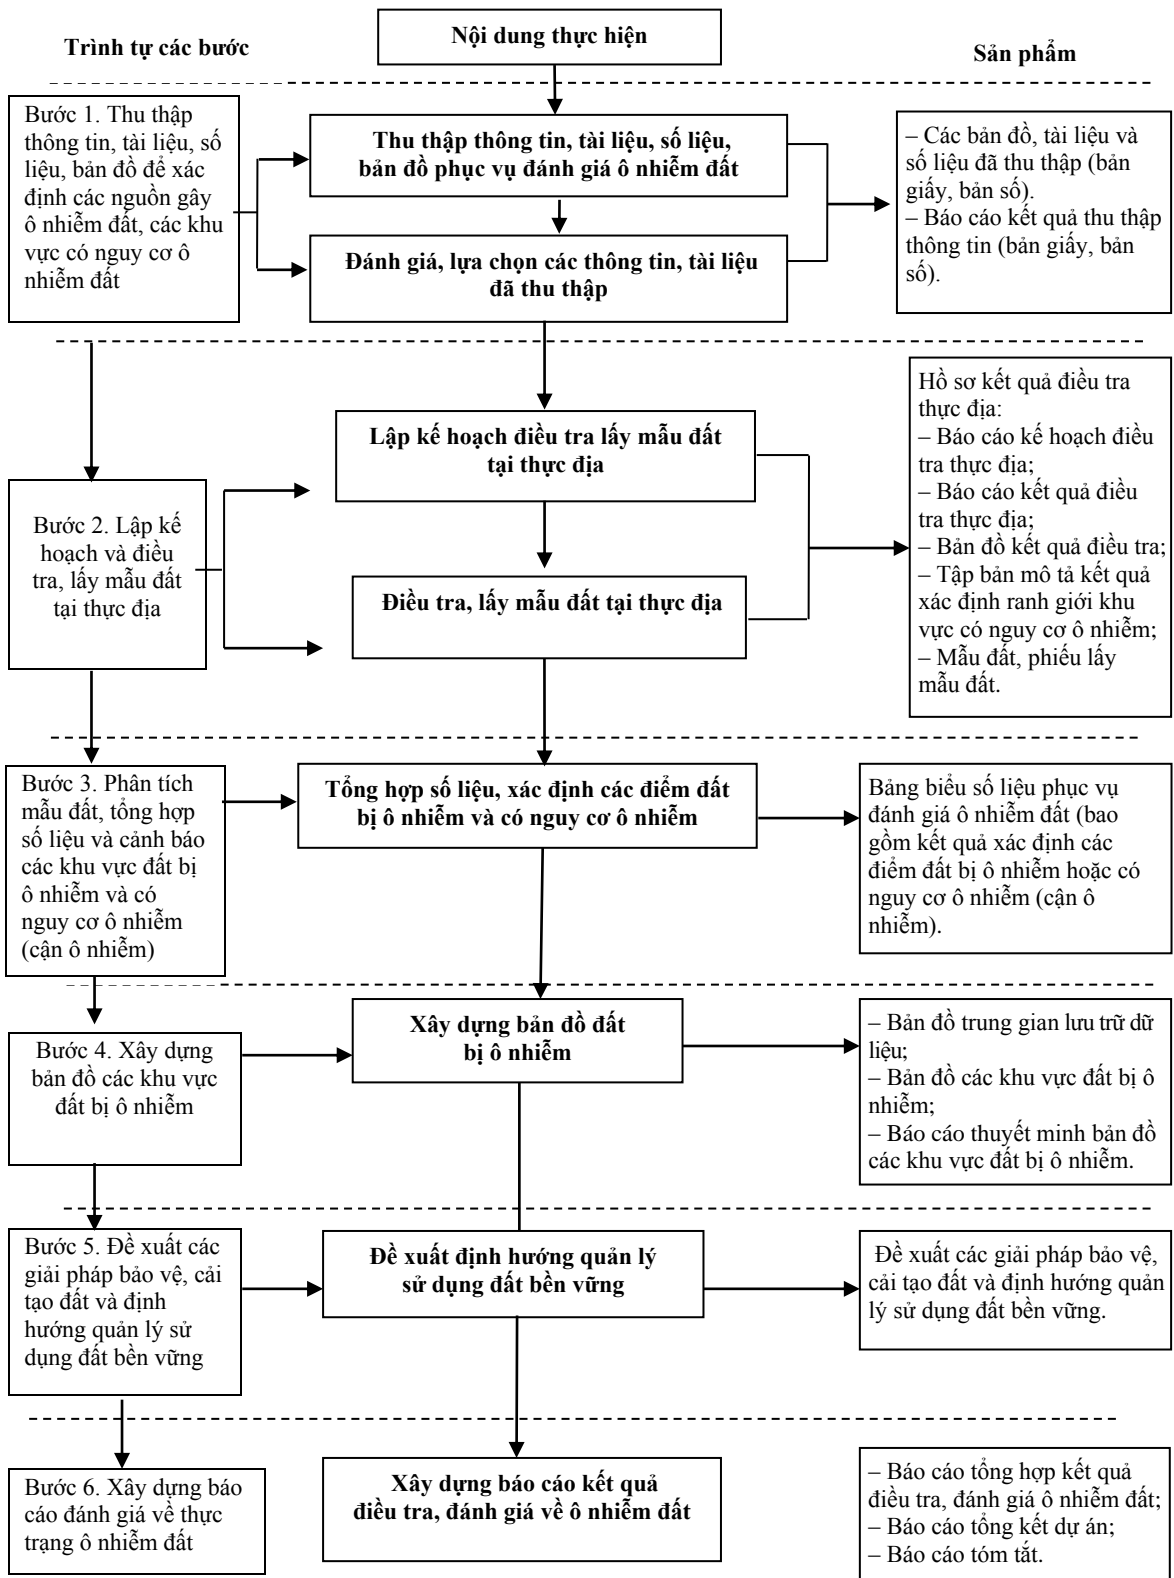 Trình tự các bước
Nội dung thực hiện
Sản phẩm
Bước 1. Thu thập
thông tin, tài liệu, số
liệu, bản đồ để xác
định các nguồn gây
ô nhiễm đất, các khu
vực có nguy cơ ô
nhiễm đất
Thu thập thông tin, tài liệu, số liệu,
bản đồ phục vụ đánh giá ô nhiễm đất
Đánh giá, lựa chọn các thông tin, tài liệu
đã thu thập
– Các bản đồ, tài liệu và
số liệu đã thu thập (bản
giấy, bản số).
– Báo cáo kết quả thu thập
thông tin (bản giấy, bản
số).
Bước 2. Lập kế
hoạch và điều
tra, lấy mẫu đất
tại thực địa
Lập kế hoạch điều tra lấy mẫu đất
tại thực địa
Điều tra, lấy mẫu đất tại thực địa
Hồ sơ kết quả điều tra
thực địa:
– Báo cáo kế hoạch điều
tra thực địa;
– Báo cáo kết quả điều
tra thực địa;
– Bản đồ kết quả điều tra;
– Tập bản mô tả kết quả
xác định ranh giới khu
vực có nguy cơ ô nhiễm;
– Mẫu đất, phiếu lấy
mẫu đất.
Bước 3. Phân tích
mẫu đất, tổng hợp
số liệu và cảnh báo
các khu vực đất bị
ô nhiễm và có
nguy cơ ô nhiễm
(cận ô nhiễm)
Tổng hợp số liệu, xác định các điểm đất
bị ô nhiễm và có nguy cơ ô nhiễm
Bảng biểu số liệu phục vụ
đánh giá ô nhiễm đất (bao
gồm kết quả xác định các
điểm đất bị ô nhiễm hoặc có
nguy cơ ô nhiễm (cận ô
nhiễm).
Bước 4. Xây dựng
bản đồ các khu vực
đất bị ô nhiễm
Xây dựng bản đồ đất
bị ô nhiễm
– Bản đồ trung gian lưu trữ dữ
liệu;
– Bản đồ các khu vực đất bị ô
nhiễm;
– Báo cáo thuyết minh bản đồ
các khu vực đất bị ô nhiễm.
Bước 5. Đề xuất các
giải pháp bảo vệ, cải
tạo đất và định
hướng quản lý sử
dụng đất bền vững
Đề xuất định hướng quản lý
sử dụng đất bền vững
Đề xuất các giải pháp bảo vệ,
cải tạo đất và định hướng quản
lý sử dụng đất bền vững.
Bước 6. Xây dựng báo
cáo đánh giá về thực
trạng ô nhiễm đất
Xây dựng báo cáo kết quả
điều tra, đánh giá về ô nhiễm đất
– Báo cáo tổng hợp kết quả
điều tra, đánh giá ô nhiễm đất;
– Báo cáo tổng kết dự án;
– Báo cáo tóm tắt.